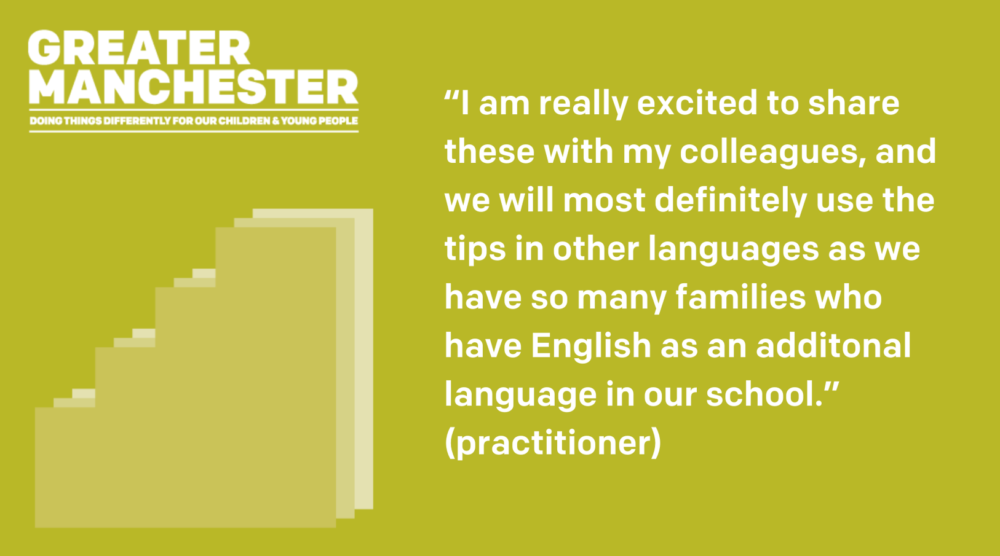 GREATER
MANCHESTER
DOING THINGS DIFFERENTLY FOR OUR CHILDREN & YOUNG PEOPLE
“I am really excited to share
these with my colleagues, and
we will most definitely use the
tips in other languages as we
have so many families who
have English as an additonal
language in our school.”
(practitioner)